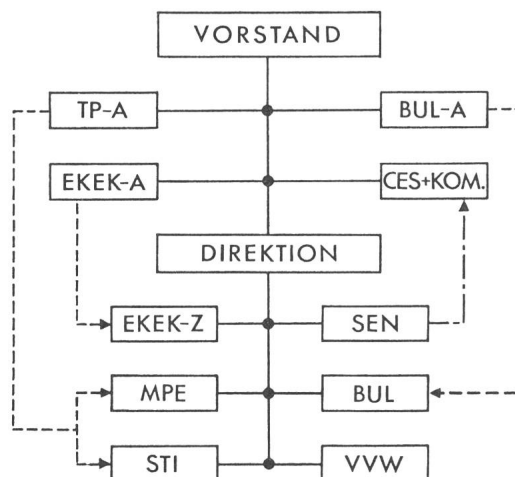 VORSTAND
TP-A
BUL-A
EKEK-A
CES+KOM.
DIREKTION
EKEK-Z
SEN
MPE
BUL
STI
VVW